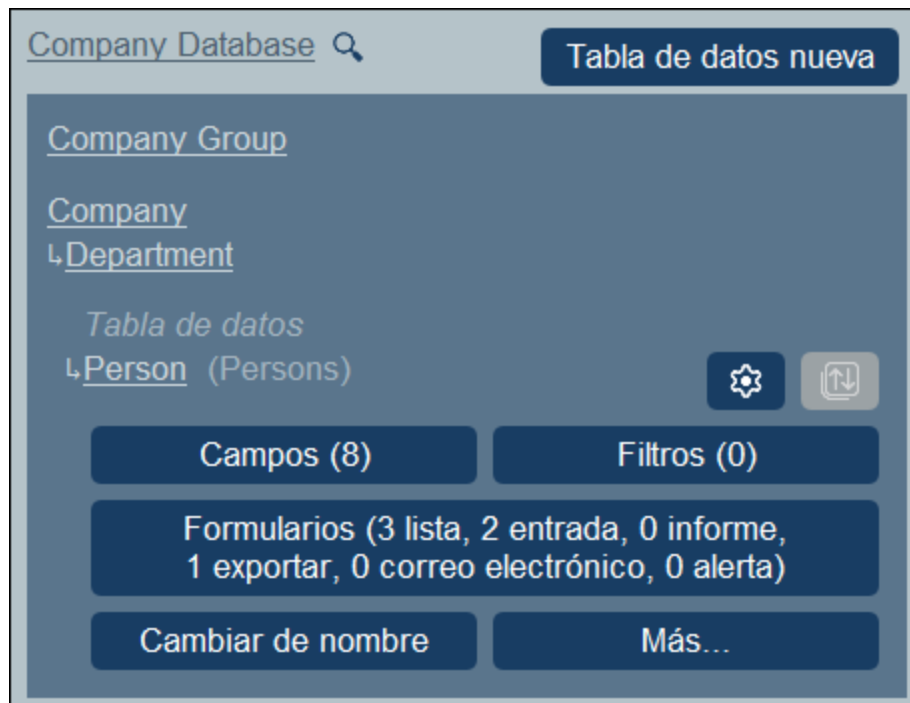 Company Database
Tabla de datos nueva
Company Group
Company
↳Department
Tabla de datos
↳Person (Persons)
Campos (8)
Filtros (0)
Formularios (3 lista, 2 entrada, 0 informe,
1 exportar, 0 correo electrónico, 0 alerta)
Cambiar de nombre
Más...